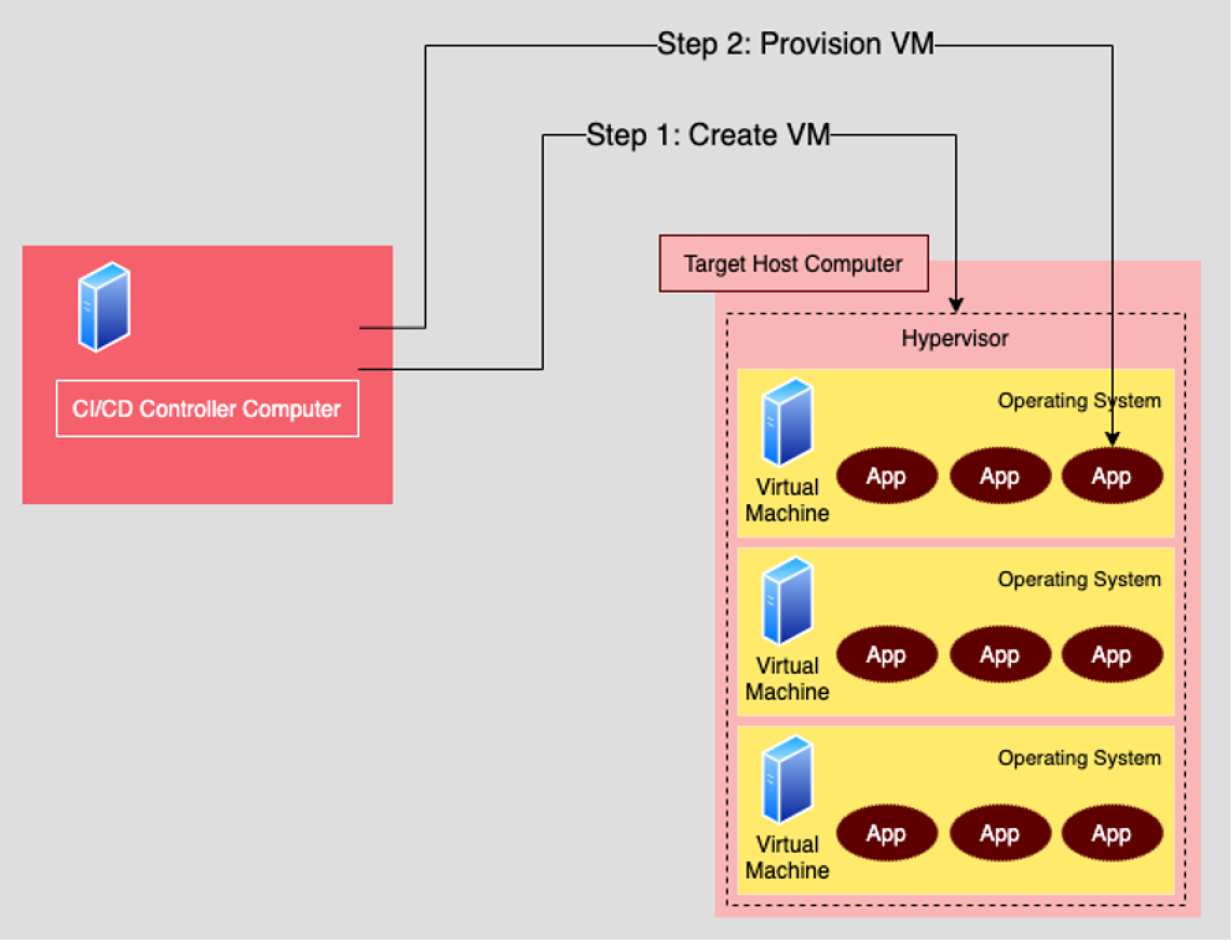 Step 2: Provision VM
Step 1: Create VM
Target Host Computer
Hypervisor
CI/CD Controller Computer
Operating System
App App App
Virtual
Machine
Operating System
App App App
Virtual
Machine
Operating System
App App App
Virtual
Machine